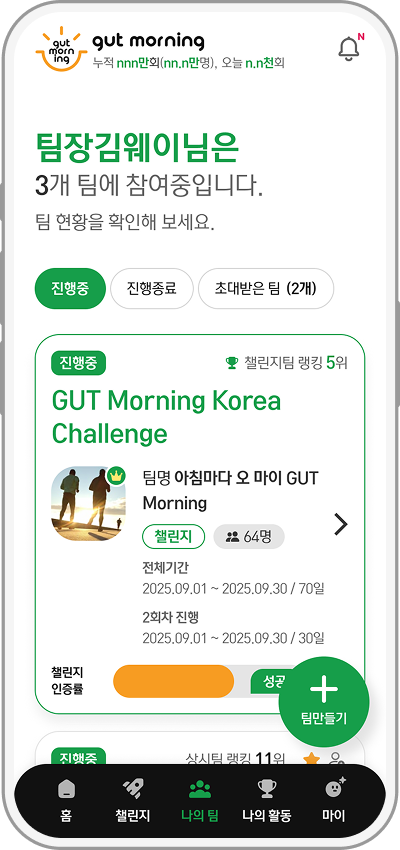 gut
morn
ing
gut morning
누적 nnn만회(nn.n만명), 오늘 n.n천회
N
팀장김웨이님은
3개 팀에 참여중입니다.
팀 현황을 확인해 보세요.
진행중
진행종료
초대받은 팀 (2개)
진행중
챌린지팀 랭킹 5위
GUT Morning Korea
Challenge
팀명 아침마다 오 마이 GUT
Morning
챌린지
64명
전체기간
2025.09.01 ~ 2025.09.30 / 70일
2회차 진행
2025.09.01 ~ 2025.09.30 / 30일
챌린지
인증률
성공
팀만들기
진행중
상시팀 랭킹 11위
홈
챌린지
나의 팀
나의 활동
마이